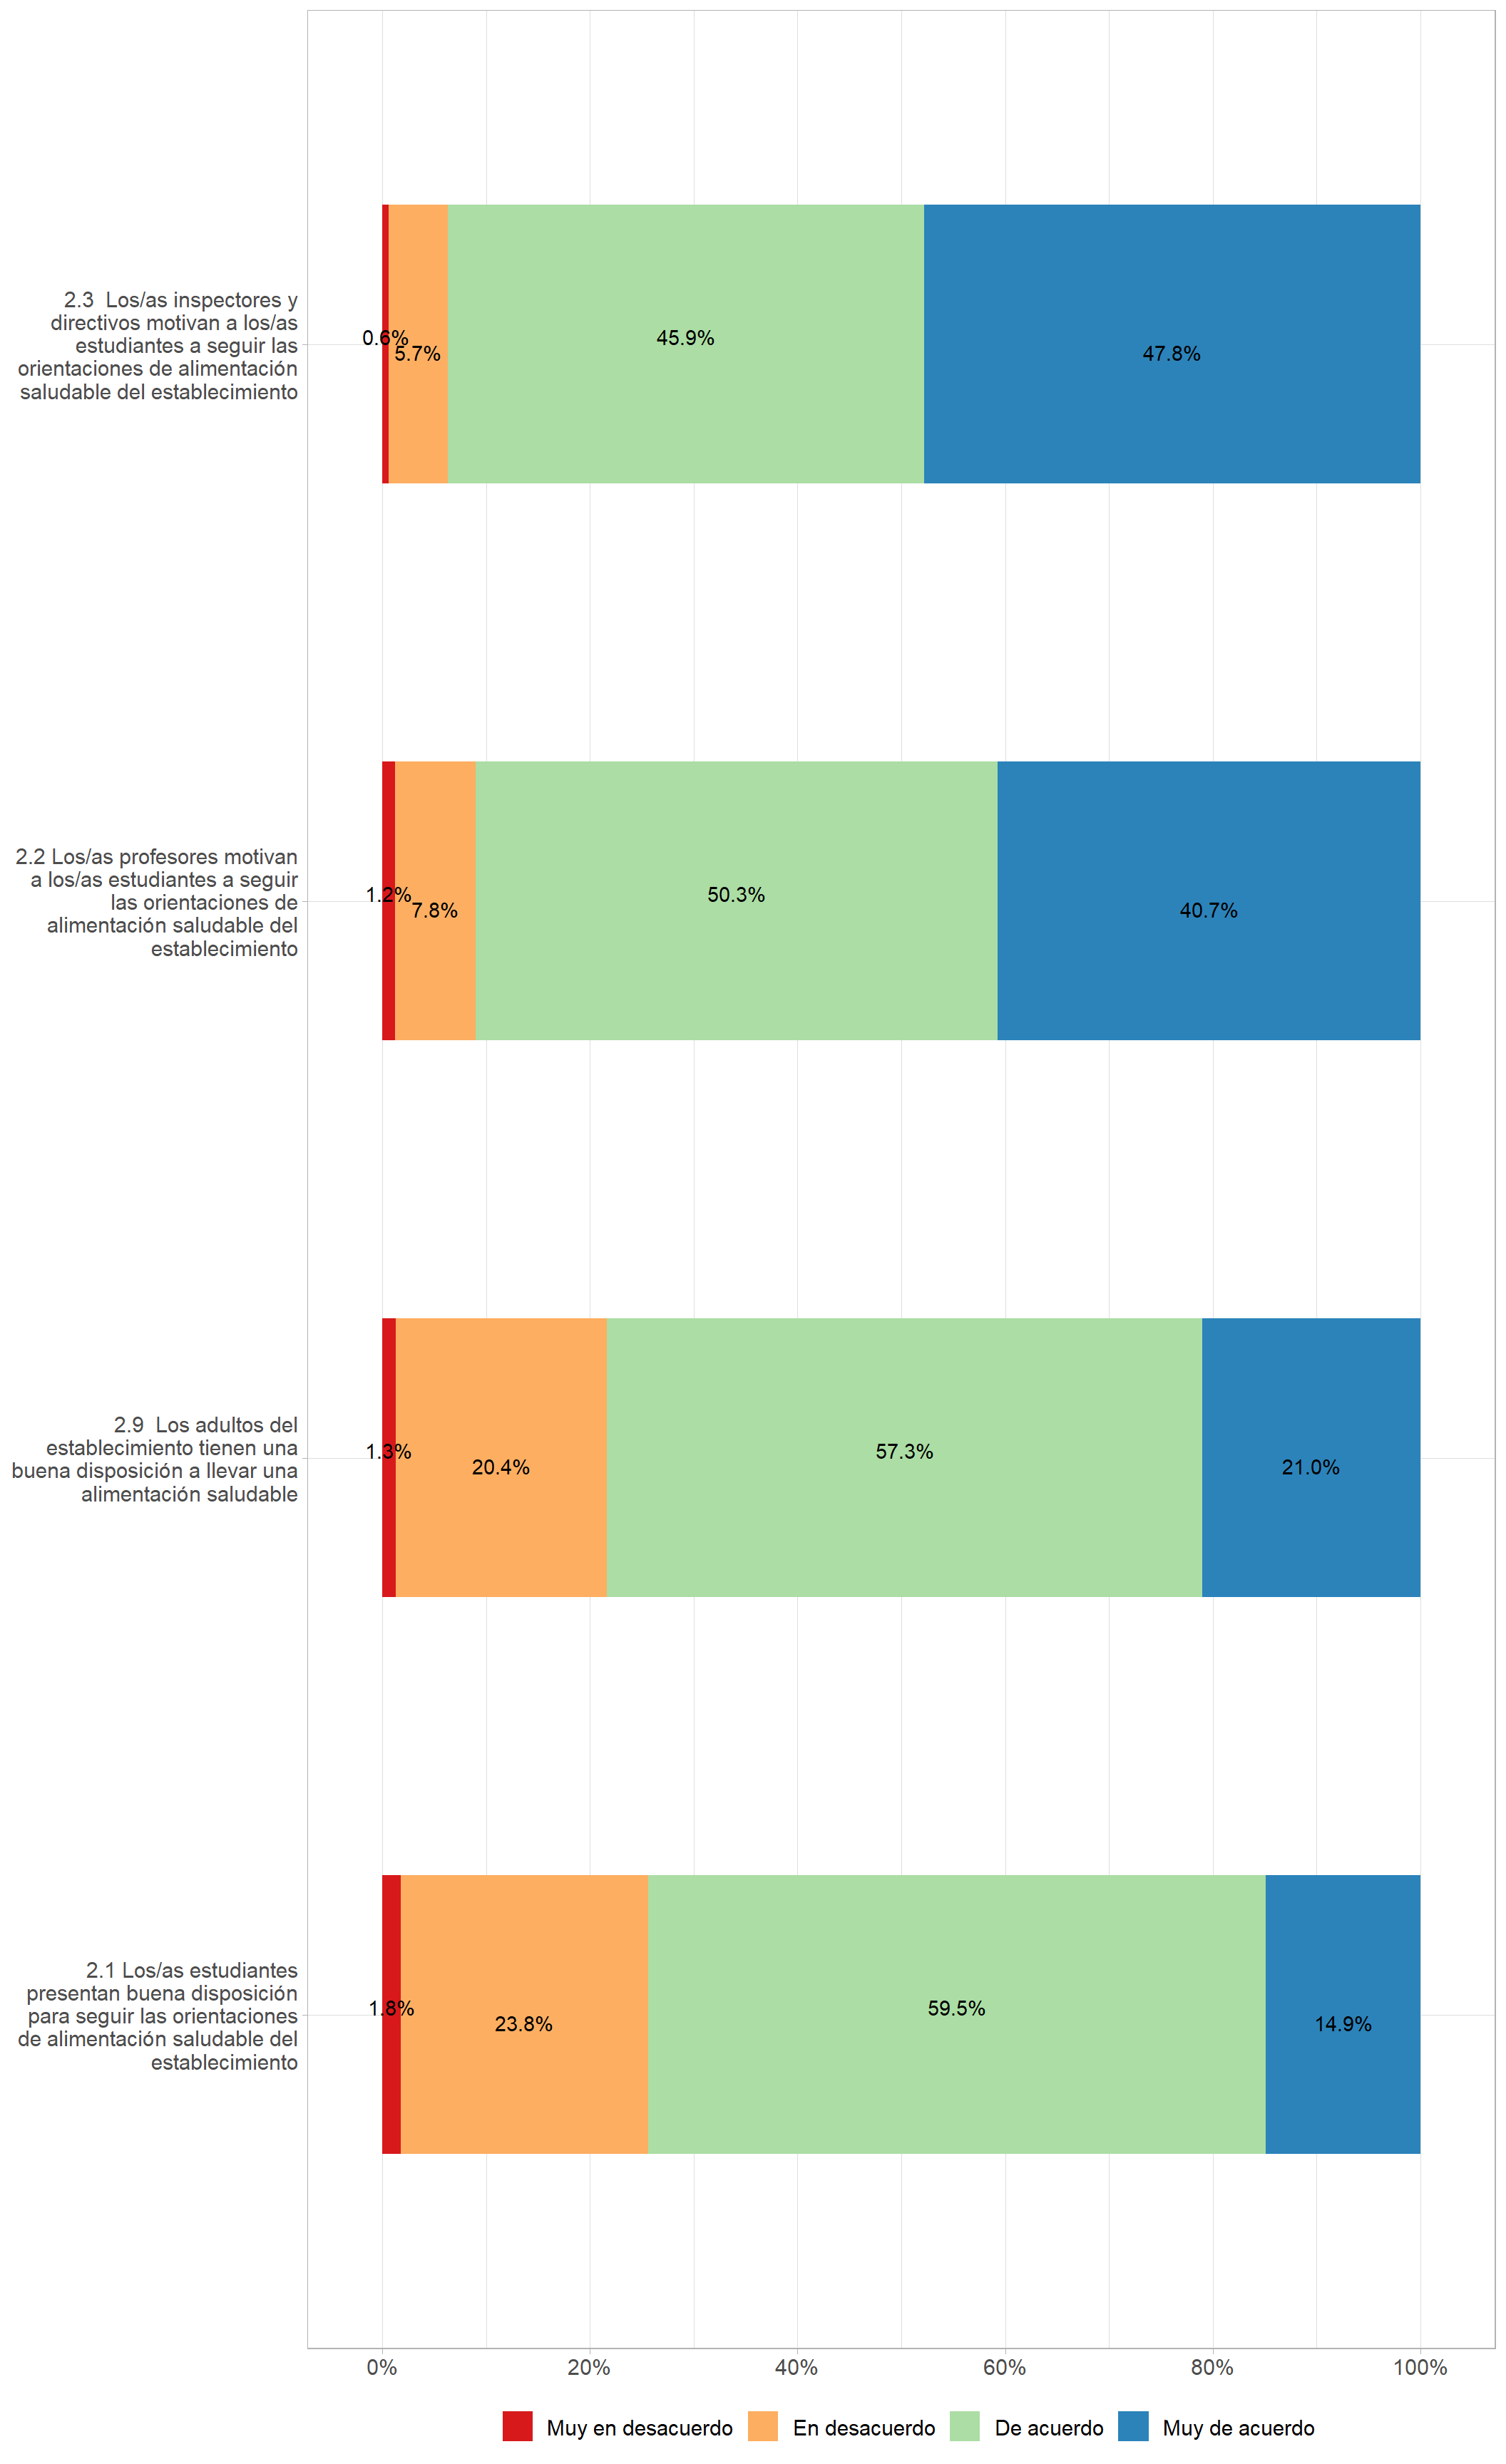 2.3  Los/as inspectores y
directivos motivan a los/as
estudiantes a seguir las
orientaciones de alimentación
saludable del establecimiento
0.6%
5.7%
45.9%
47.8%
2.2 Los/as profesores motivan
a los/as estudiantes a seguir
las orientaciones de
alimentación saludable del
establecimiento
1.2%
7.8%
50.3%
40.7%
2.9  Los adultos del
establecimiento tienen una
buena disposición a llevar una
alimentación saludable
1.3%
20.4%
57.3%
21.0%
2.1 Los/as estudiantes
presentan buena disposición
para seguir las orientaciones
de alimentación saludable del
establecimiento
1.8%
23.8%
59.5%
14.9%
0% 20% 40% 60% 80% 100%
Muy en desacuerdo En desacuerdo De acuerdo Muy de acuerdo